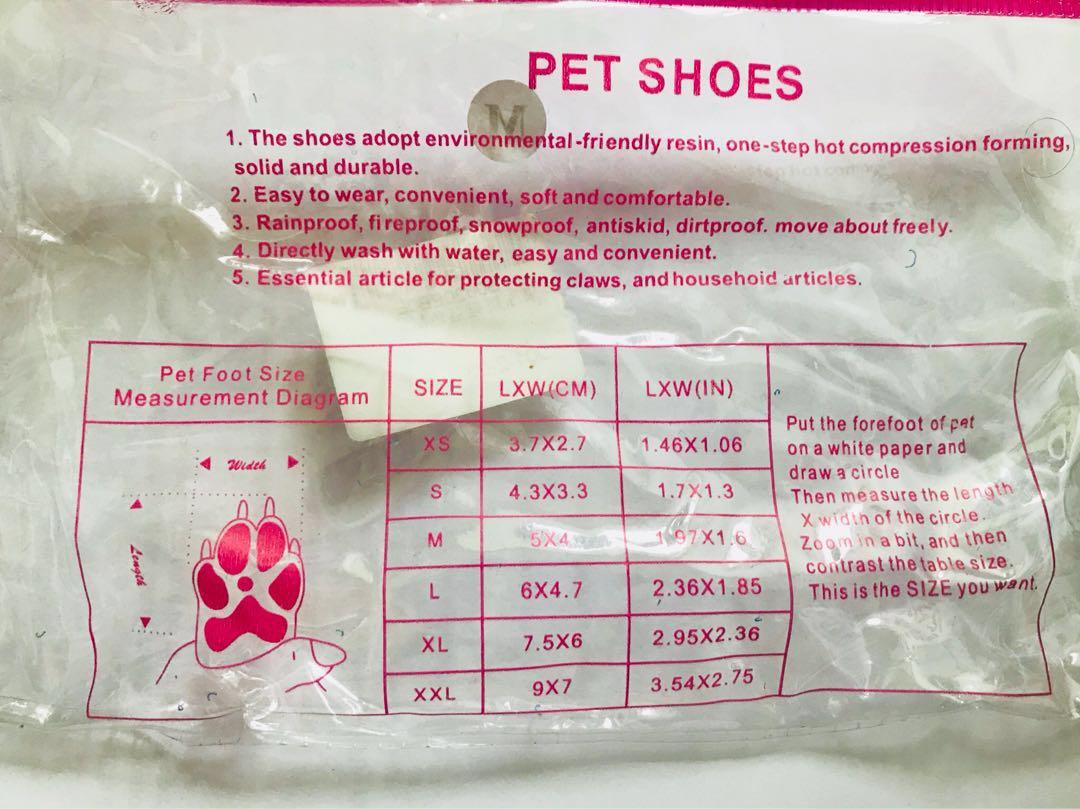 PET SHOES
M
1. The shoes adopt environmental-friendly resin, one-step hot compression forming,
solid and durable.
2. Easy to wear, convenient, soft and comfortable.
3. Rainproof, fireproof, snowproof, antiskid, dirtproof. move about freely.
4. Directly wash with water, easy and convenient.
5. Essential article for protecting claws, and househoid articles.
Pet Foot Size
Measurement Diagram
Width
Length
SIZE LXW(CM) LXW(IN)
XS 3.7X2.7 1.46X1.06
S 4.3X3.3 1.7X1.3
M 5X4 1.97X1.6
L 6X4.7 2.36X1.85
XL 7.5X6 2.95X2.36
XXL 9X7 3.54X2.75
Put the forefoot of pet
on a white paper and
draw a circle
Then measure the length
X width of the circle.
Zoom in a bit, and then
contrast the table size.
This is the SIZE you want.